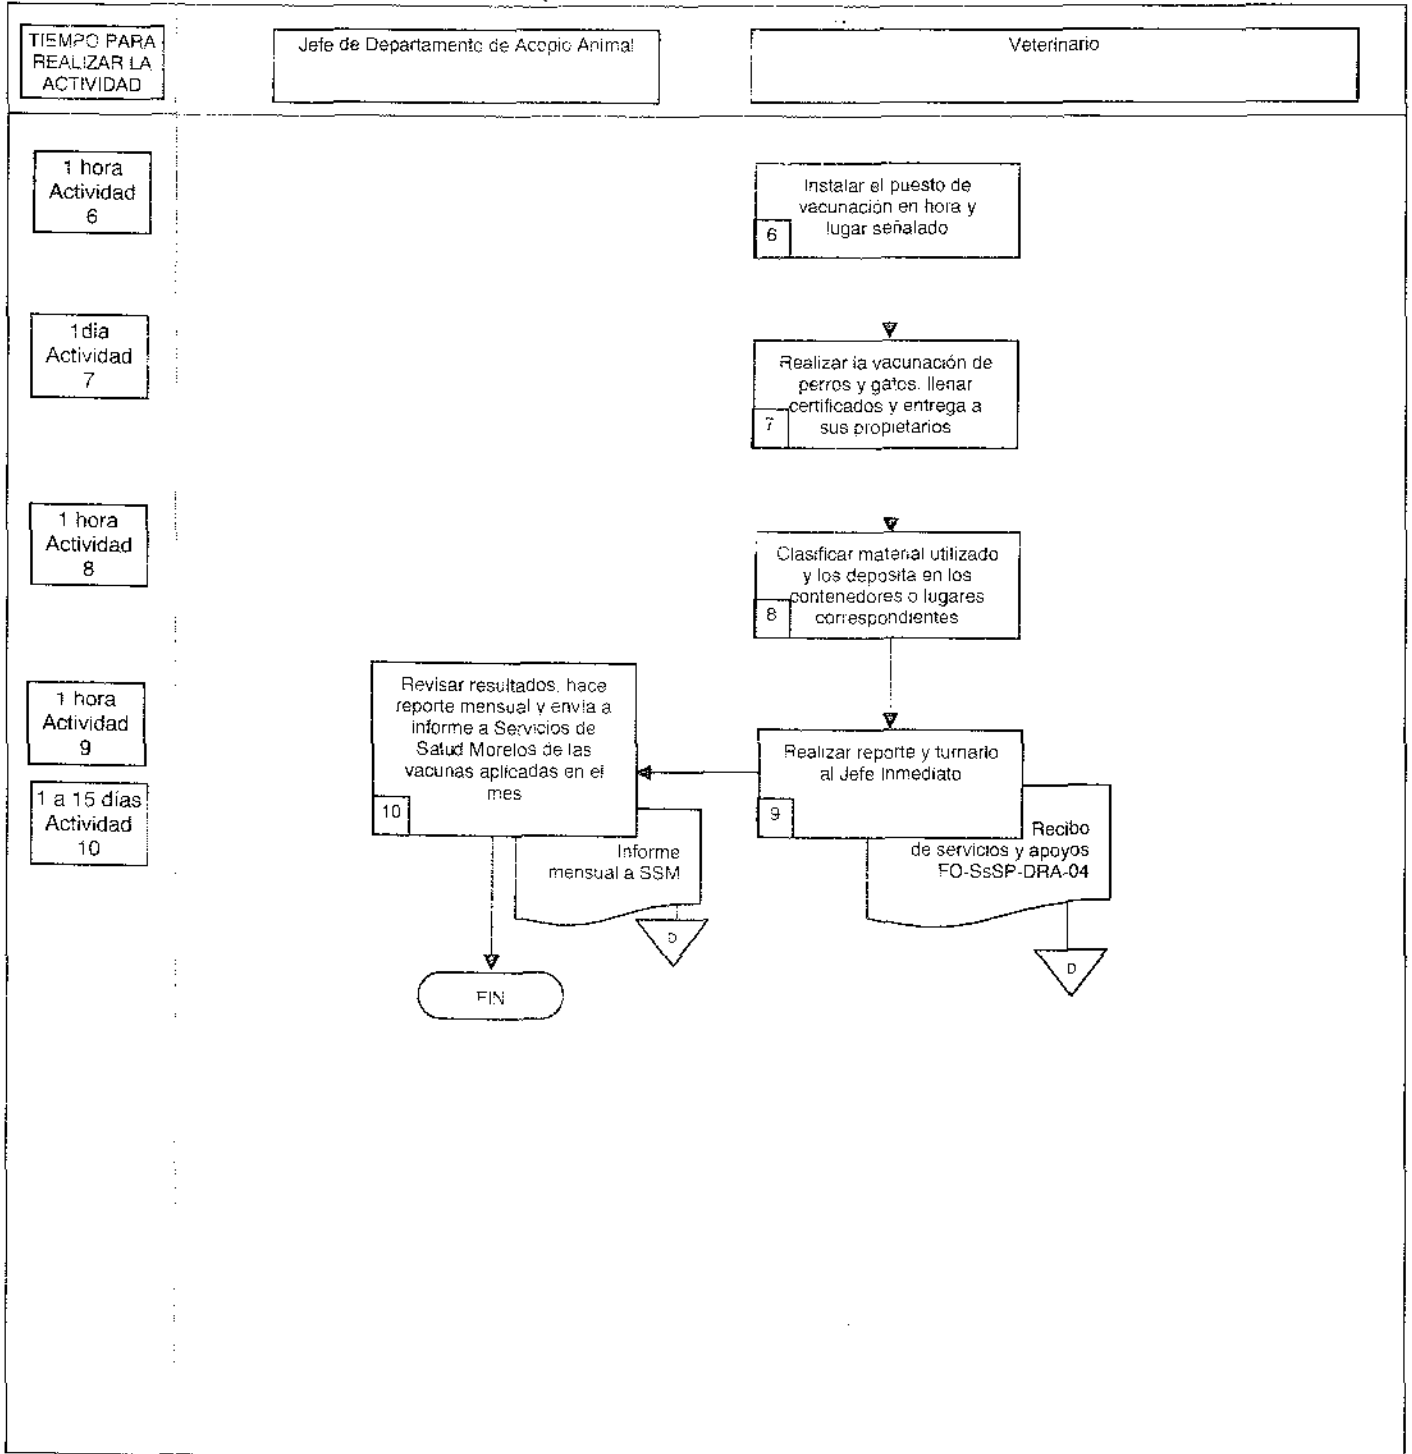 TIEMPO PARA
REALIZAR LA
ACTIVIDAD
Jefe de Departamento de Acopio Animal
Veterinario
1 hora
Actividad
6
Instalar el puesto de
vacunación en hora y
lugar señalado
6
1dia
Actividad
7
Realizar la vacunación de
perros y gatos, llenar
certificados y entrega a
sus propietarios
7
1 hora
Actividad
8
Clasificar material utilizado
y los deposita en los
contenedores o lugares
correspondientes
8
1 hora
Actividad
9
Revisar resultados, hace
reporte mensual y envía a
informe a Servicios de
Salud Morelos de las
vacunas aplicadas en el
mes
10
Realizar reporte y turnarlo
al Jefe Inmediato
9
1 a 15 días
Actividad
10
Informe
mensual a SSM
D
Recibo
de servicios y apoyos
FO-SsSP-DRA-04
D
FIN